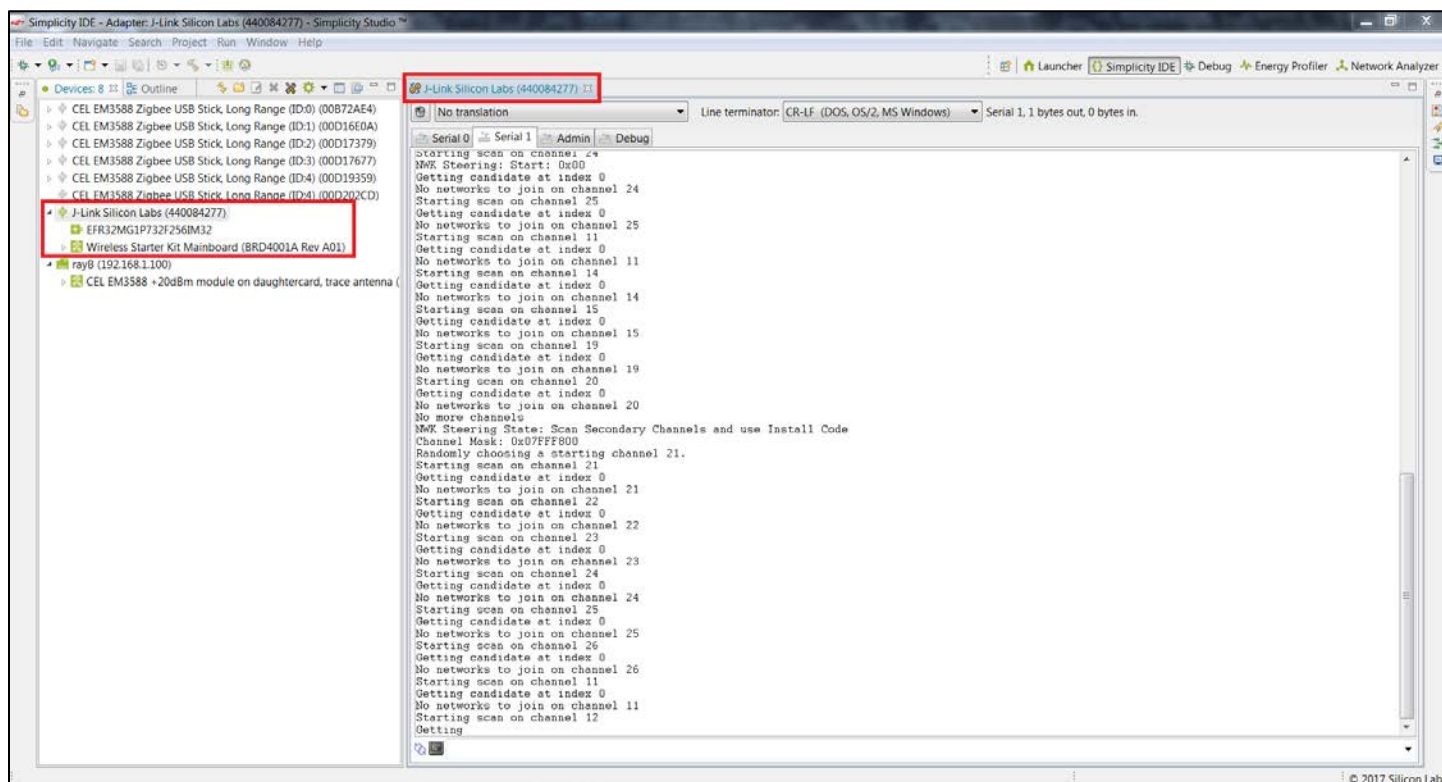 Simplicity IDE - Adapter: J-Link Silicon Labs (440084277) - Simplicity Studio ™
File Edit Navigate Search Project Run Window Help
Launcher Simplicity IDE Debug Energy Profiler Network Analyzer
Devices: 8 Outline
CEL EM3588 Zigbee USB Stick, Long Range (ID:0) (00B72AE4)
CEL EM3588 Zigbee USB Stick, Long Range (ID:1) (00D16E0A)
CEL EM3588 Zigbee USB Stick, Long Range (ID:2) (00D17379)
CEL EM3588 Zigbee USB Stick, Long Range (ID:3) (00D17677)
CEL EM3588 Zigbee USB Stick, Long Range (ID:4) (00D19359)
CEL EM3588 Zigbee USB Stick, Long Range (ID:4) (00D202CD)
J-Link Silicon Labs (440084277)
EFR32MG1P732F256IM32
Wireless Starter Kit Mainboard (BRD4001A Rev A01)
ray8 (192.168.1.100)
CEL EM3588 +20dBm module on daughtercard, trace antenna (
J-Link Silicon Labs (440084277)
No translation Line terminator: CR-LF (DOS, OS/2, MS Windows) Serial 1, 1 bytes out, 0 bytes in.
Serial 0 Serial 1 Admin Debug
Starting scan on channel 24
NWK Steering: Start: 0x00
Getting candidate at index 0
No networks to join on channel 24
Starting scan on channel 25
Getting candidate at index 0
No networks to join on channel 25
Starting scan on channel 11
Getting candidate at index 0
No networks to join on channel 11
Starting scan on channel 14
Getting candidate at index 0
No networks to join on channel 14
Starting scan on channel 15
Getting candidate at index 0
No networks to join on channel 15
Starting scan on channel 19
Getting candidate at index 0
No networks to join on channel 19
Starting scan on channel 20
Getting candidate at index 0
No networks to join on channel 20
No more channels
NWK Steering State: Scan Secondary Channels and use Install Code
Channel Mask: 0x07FFF800
Randomly choosing a starting channel 21.
Starting scan on channel 21
Getting candidate at index 0
No networks to join on channel 21
Starting scan on channel 22
Getting candidate at index 0
No networks to join on channel 22
Starting scan on channel 23
Getting candidate at index 0
No networks to join on channel 23
Starting scan on channel 24
Getting candidate at index 0
No networks to join on channel 24
Starting scan on channel 25
Getting candidate at index 0
No networks to join on channel 25
Starting scan on channel 26
Getting candidate at index 0
No networks to join on channel 26
Starting scan on channel 11
Getting candidate at index 0
No networks to join on channel 11
Starting scan on channel 12
Getting
© 2017 Silicon Lab